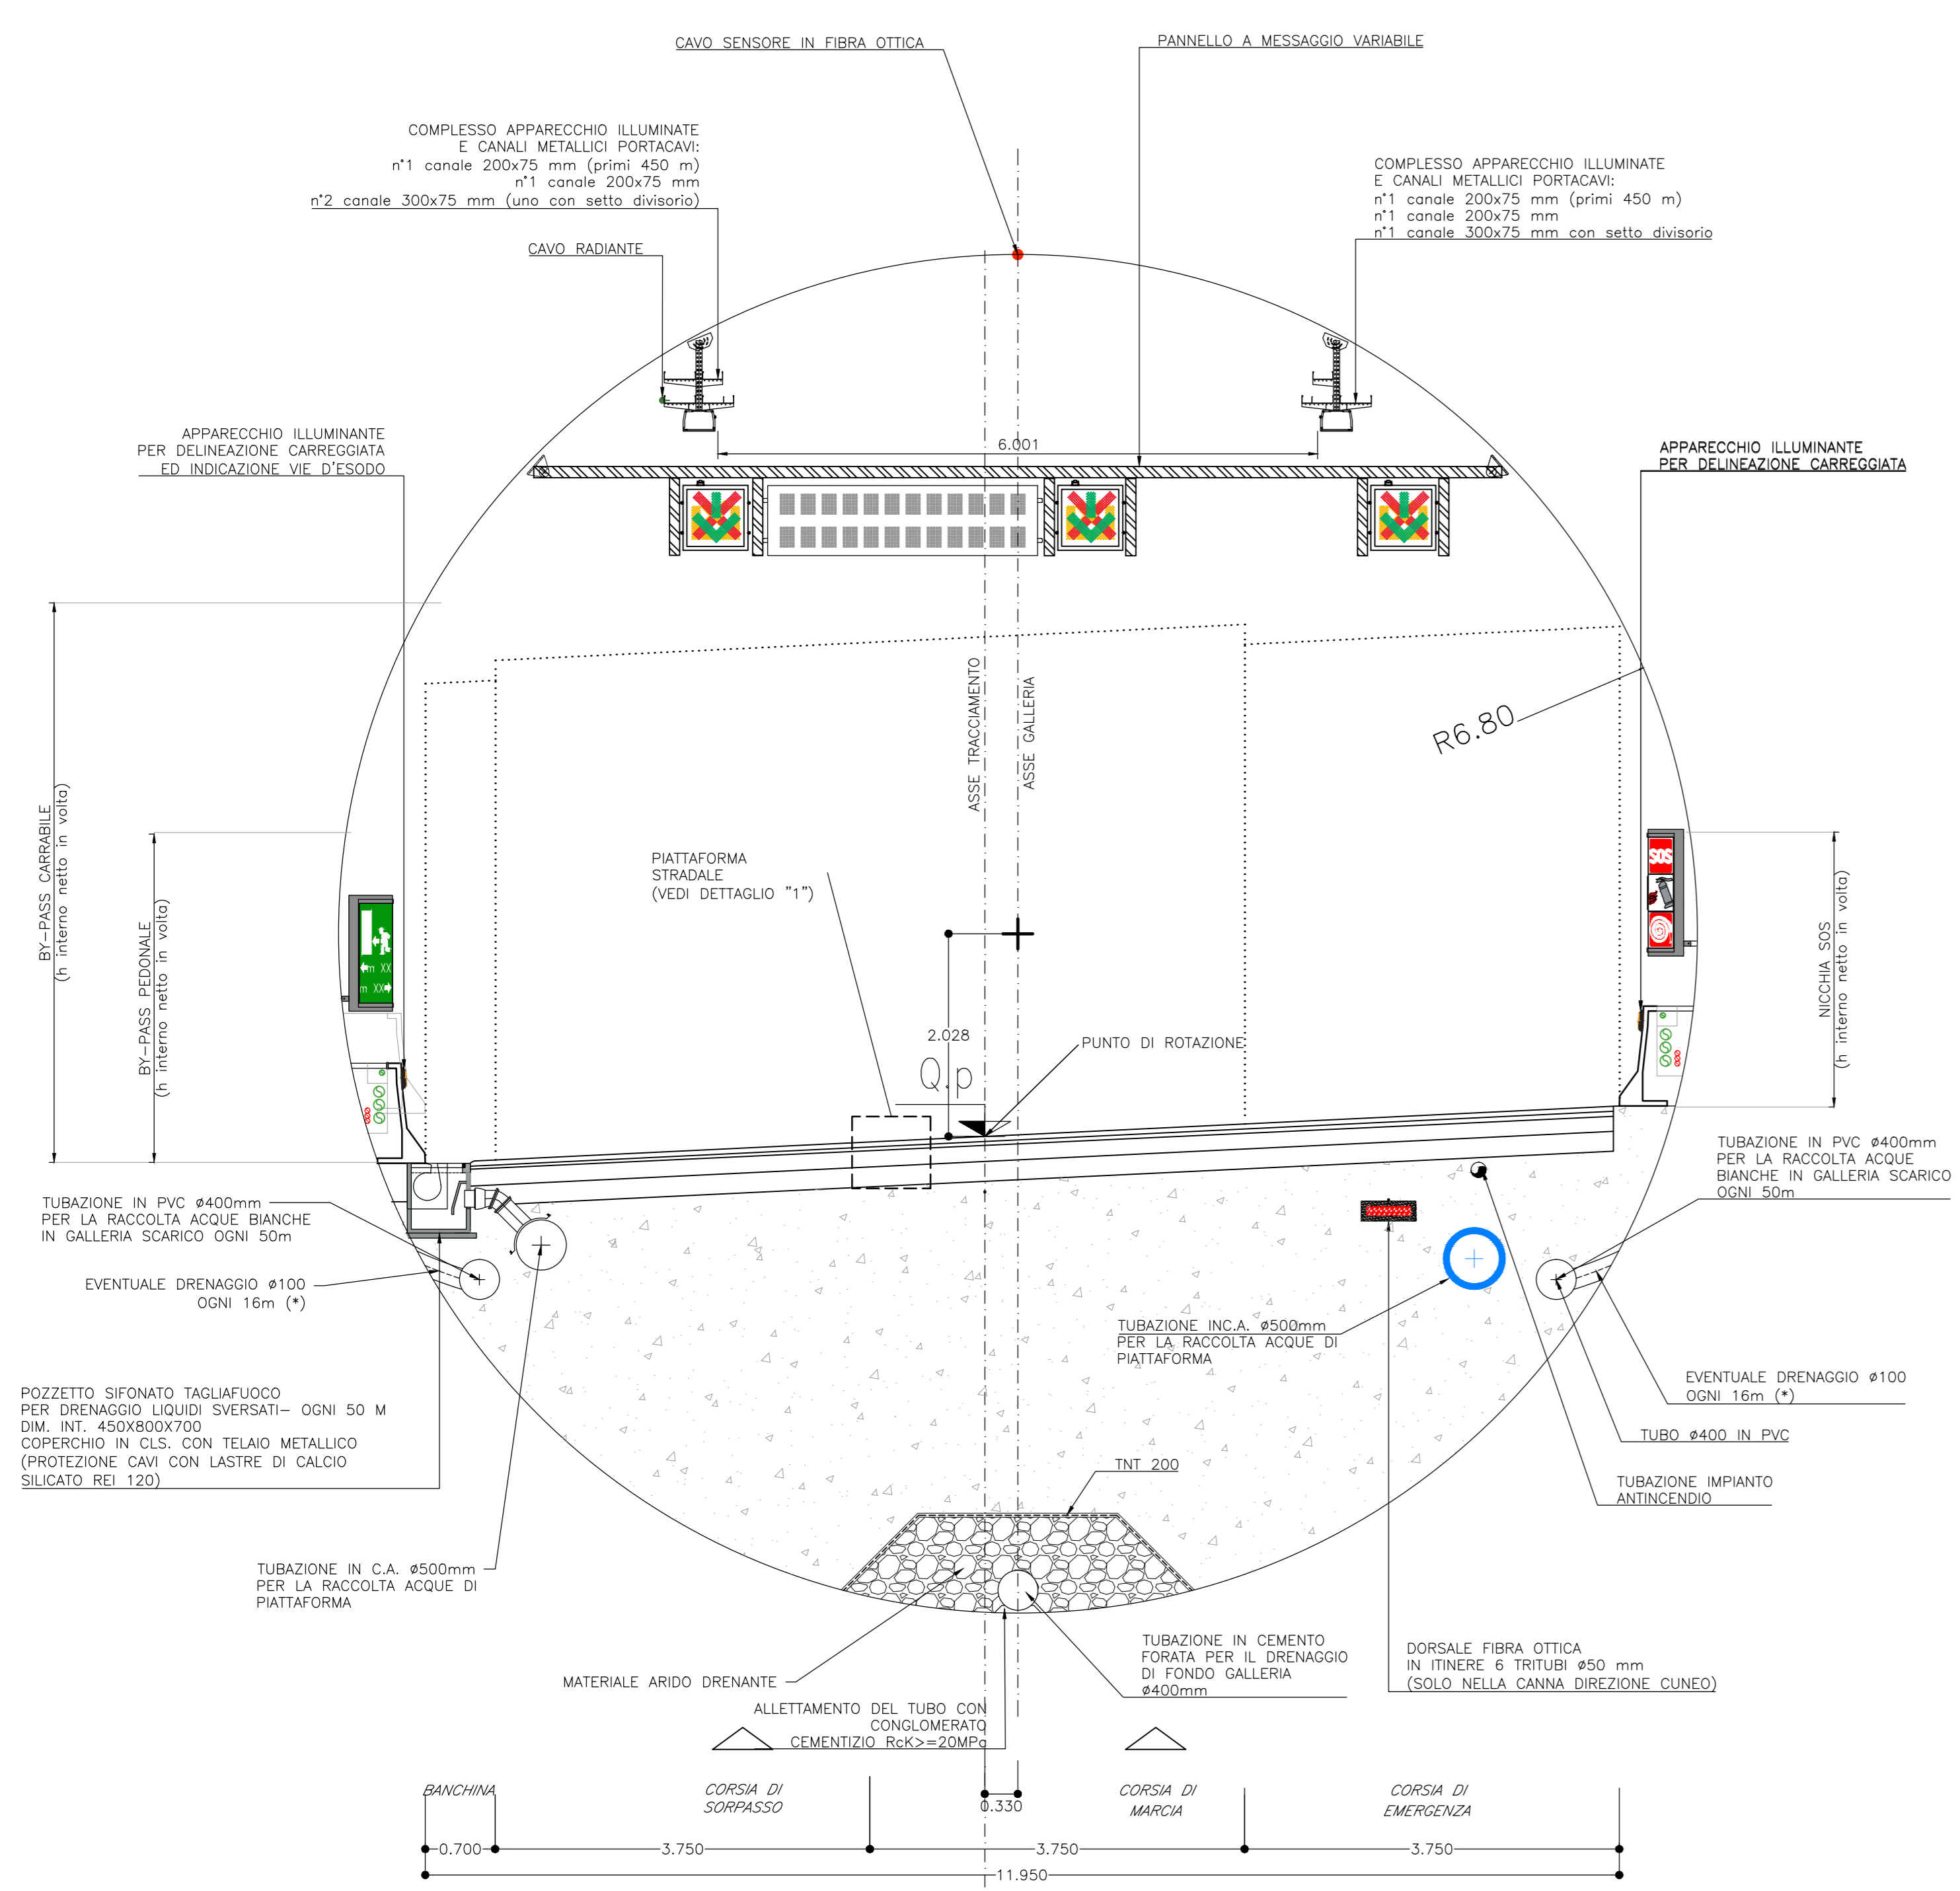 CAVO SENSORE IN FIBRA OTTICA
PANNELLO A MESSAGGIO VARIABILE
COMPLESSO APPARECCHIO ILLUMINATE
E CANALI METALLICI PORTACAVI:
n°1 canale 200x75 mm (primi 450 m)
n°1 canale 200x75 mm
n°2 canale 300x75 mm (uno con setto divisorio)
COMPLESSO APPARECCHIO ILLUMINATE
E CANALI METALLICI PORTACAVI:
n°1 canale 200x75 mm (primi 450 m)
n°1 canale 200x75 mm
n°1 canale 300x75 mm con setto divisorio
CAVO RADIANTE
6.001
APPARECCHIO ILLUMINANTE
PER DELINEAZIONE CARREGGIATA
ED INDICAZIONE VIE D'ESODO
APPARECCHIO ILLUMINANTE
PER DELINEAZIONE CARREGGIATA
ASSE TRACCIAMENTO
ASSE GALLERIA
R6.80
BY-PASS CARRABILE
(h interno netto in volta)
BY-PASS PEDONALE
(h interno netto in volta)
PIATTAFORMA
STRADALE
(VEDI DETTAGLIO "1")
SOS
NICCHIA SOS
(h interno netto in volta)
m XX
m XX
2.028
Q.p
PUNTO DI ROTAZIONE
TUBAZIONE IN PVC ø400mm
PER LA RACCOLTA ACQUE BIANCHE
IN GALLERIA SCARICO OGNI 50m
EVENTUALE DRENAGGIO ø100
OGNI 16m (*)
TUBAZIONE IN PVC ø400mm
PER LA RACCOLTA ACQUE
BIANCHE IN GALLERIA SCARICO
OGNI 50m
TUBAZIONE INC.A. ø500mm
PER LA RACCOLTA ACQUE DI
PIATTAFORMA
EVENTUALE DRENAGGIO ø100
OGNI 16m (*)
TUBO ø400 IN PVC
TUBAZIONE IMPIANTO
ANTINCENDIO
POZZETTO SIFONATO TAGLIAFUOCO
PER DRENAGGIO LIQUIDI SVERSATI- OGNI 50 M
DIM. INT. 450X800X700
COPERCHIO IN CLS. CON TELAIO METALLICO
(PROTEZIONE CAVI CON LASTRE DI CALCIO
SILICATO REI 120)
TNT 200
TUBAZIONE IN C.A. ø500mm
PER LA RACCOLTA ACQUE DI
PIATTAFORMA
MATERIALE ARIDO DRENANTE
TUBAZIONE IN CEMENTO
FORATA PER IL DRENAGGIO
DI FONDO GALLERIA
ø400mm
DORSALE FIBRA OTTICA
IN ITINERE 6 TRITUBI ø50 mm
(SOLO NELLA CANNA DIREZIONE CUNEO)
ALLETTAMENTO DEL TUBO CON
CONGLOMERATO
CEMENTIZIO RcK>=20MPa
BANCHINA
CORSIA DI
SORPASSO
0.330
CORSIA DI
MARCIA
CORSIA DI
EMERGENZA
0.700
3.750
3.750
3.750
11.950